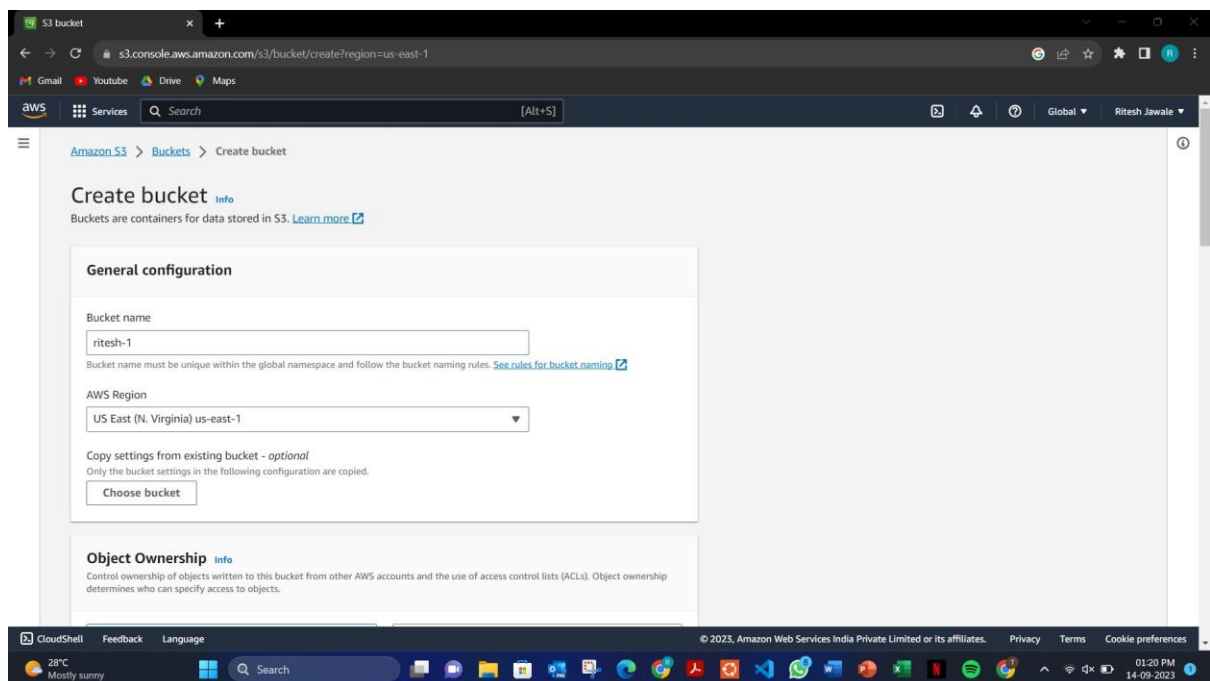 S3 bucket
s3.console.aws.amazon.com/s3/bucket/create?region=us-east-1
Gmail Youtube Drive Maps
aws Services Search [Alt+S] Global Ritesh Jawale
Amazon S3 > Buckets > Create bucket
Create bucket Info
Buckets are containers for data stored in S3. Learn more
General configuration
Bucket name
ritesh-1
Bucket name must be unique within the global namespace and follow the bucket naming rules. See rules for bucket naming
AWS Region
US East (N. Virginia) us-east-1
Copy settings from existing bucket - optional
Only the bucket settings in the following configuration are copied.
Choose bucket
Object Ownership Info
Control ownership of objects written to this bucket from other AWS accounts and the use of access control lists (ACLs). Object ownership
determines who can specify access to objects.
CloudShell Feedback Language © 2023, Amazon Web Services India Private Limited or its affiliates. Privacy Terms Cookie preferences
28°C
Mostly sunny
Search
01:20 PM
14-09-2023